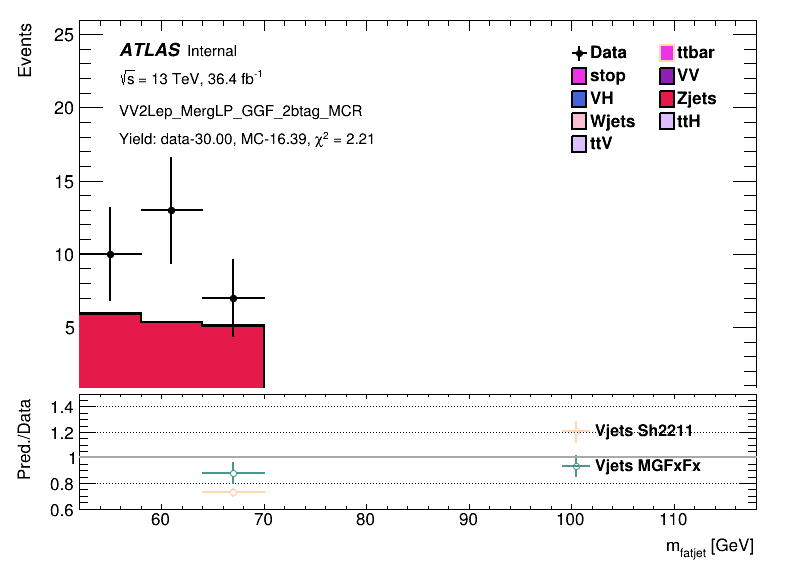 Events
25
20
15
10
5
ATLAS Internal
√s = 13 TeV, 36.4 fb⁻¹
VV2Lep_MergLP_GGF_2btag_MCR
Yield: data-30.00, MC-16.39, χ² = 2.21
Data ttbar
stop VV
VH Zjets
Wjets ttH
ttV
Pred./Data
1.4
1.2
1
0.8
0.6
Vjets Sh2211
Vjets MGFxFx
60 70 80 90 100 110
m_fatjet [GeV]